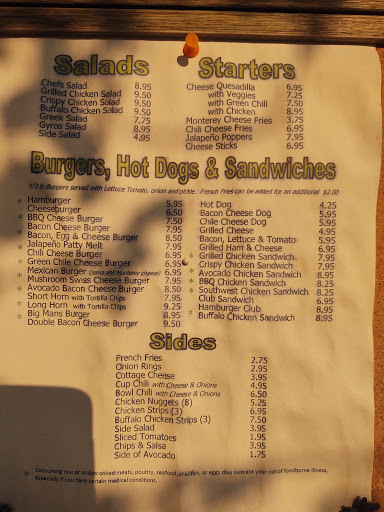 Salads
Chefs Salad 8.95
Grilled Chicken Salad 9.50
Crispy Chicken Salad 9.50
Buffalo Chicken Salad 9.50
Greek Salad 7.75
Gyros Salad 8.95
Side Salad 4.95
Starters
Cheese Quesadilla 6.95
with Veggies 7.25
with Green Chili 7.50
with Chicken 8.95
Monterey Cheese Fries 3.75
Chili Cheese Fries 6.95
Jalapeño Poppers 7.95
Cheese Sticks 6.95
Burgers, Hot Dogs & Sandwiches
1/3 lb Burgers served with Lettuce Tomato, onion and pickle. French Fries can be added for an additional $2.00
* Hamburger 5.95
Cheeseburger 6.50
* BBQ Cheese Burger 7.50
* Bacon Cheese Burger 7.95
* Bacon, Egg & Cheese Burger 8.50
* Jalapeño Patty Melt 7.95
* Chili Cheese Burger 6.95
* Green Chile Cheese Burger 6.95
* Mexican Burger (salsa and Monterey cheese) 6.95
* Mushroom Swiss Cheese Burger 7.95
* Avocado Bacon Cheese Burger 8.50
* Short Horn with Tortilla Chips 7.95
* Long Horn with Tortilla Chips 9.25
* Big Mans Burger 8.95
Double Bacon Cheese Burger 9.50
Hot Dog 4.25
Bacon Cheese Dog 5.95
Chile Cheese Dog 5.95
Grilled Cheese 4.95
Bacon, Lettuce & Tomato 5.95
Grilled Ham & Cheese 6.95
* Grilled Chicken Sandwich 7.95
* Crispy Chicken Sandwich 7.95
* Avocado Chicken Sandwich 8.95
* BBQ Chicken Sandwich 8.25
* Southwest Chicken Sandwich 8.25
Club Sandwich 6.95
* Hamburger Club 8.95
* Buffalo Chicken Sandwich 8.95
Sides
French Fries 2.75
Onion Rings 2.95
Cottage Cheese 3.95
Cup Chili with Cheese & Onions 4.95
Bowl Chili with Cheese & Onions 6.50
Chicken Nuggets (8) 5.25
Chicken Strips (3) 6.95
Buffalo Chicken Strips (3) 7.50
Side Salad 3.95
Sliced Tomatoes 1.95
Chips & Salsa 3.95
Side of Avocado 1.75
* Consuming raw or undercooked meats, poultry, seafood, shellfish, or eggs may increase your risk of foodborne illness,
especially if you have certain medical conditions.